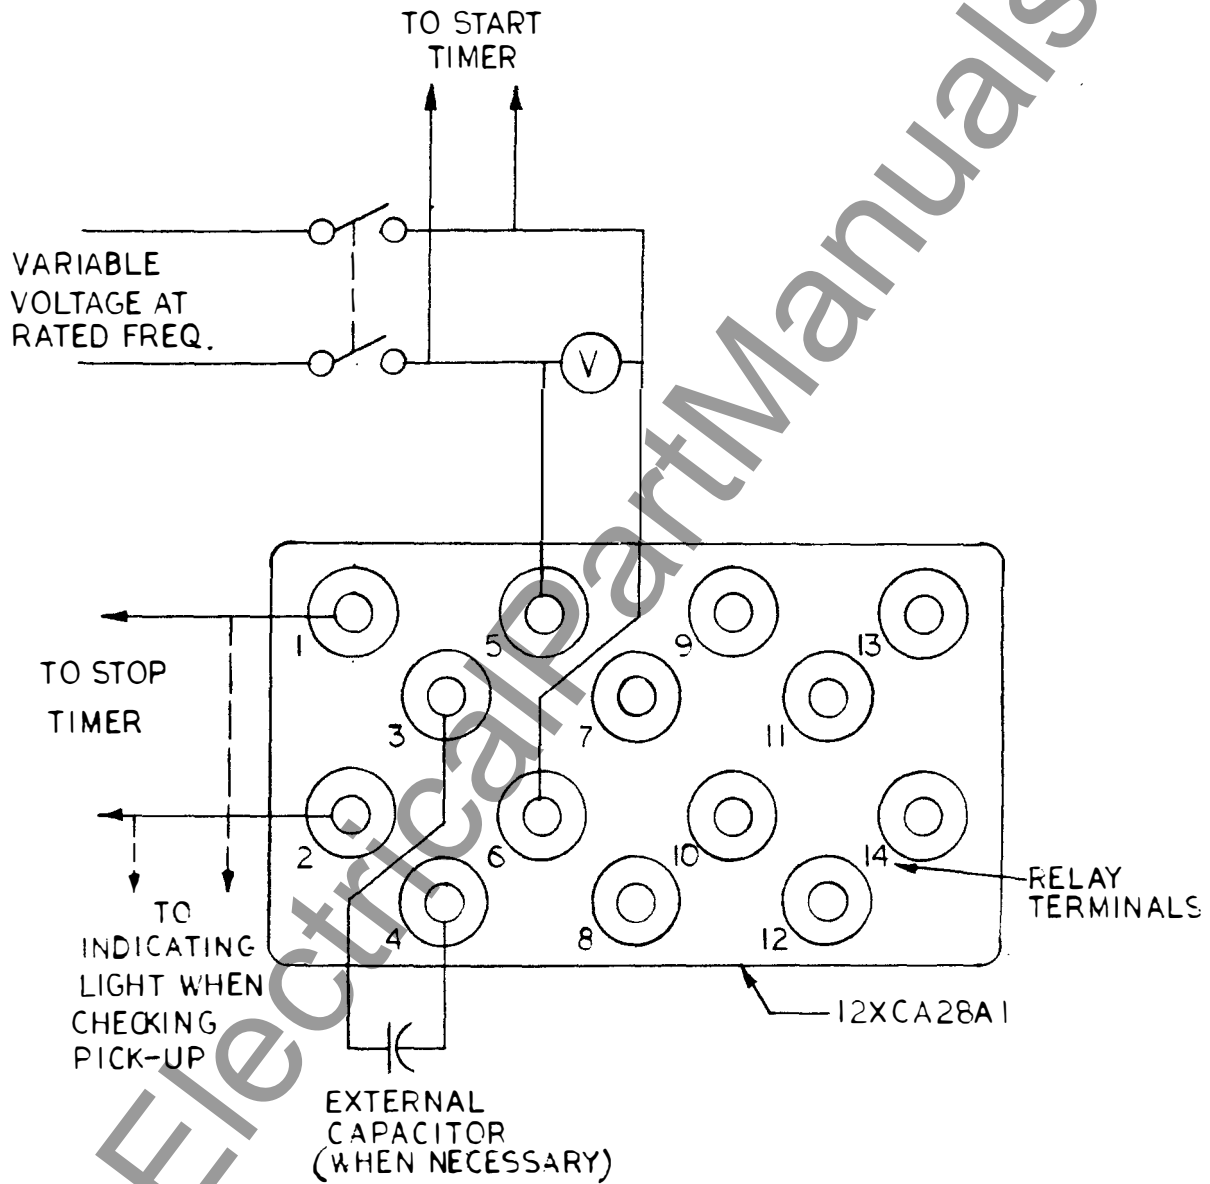 TO START
TIMER
VARIABLE
VOLTAGE AT
RATED FREQ.
V
1
5
9
13
TO STOP
TIMER
3
7
11
2
6
10
14
RELAY
TERMINALS
4
8
12
TO
INDICATING
LIGHT WHEN
CHECKING
PICK-UP
12XCA28A1
EXTERNAL
CAPACITOR
(WHEN NECESSARY)
ElectricalPartManuals